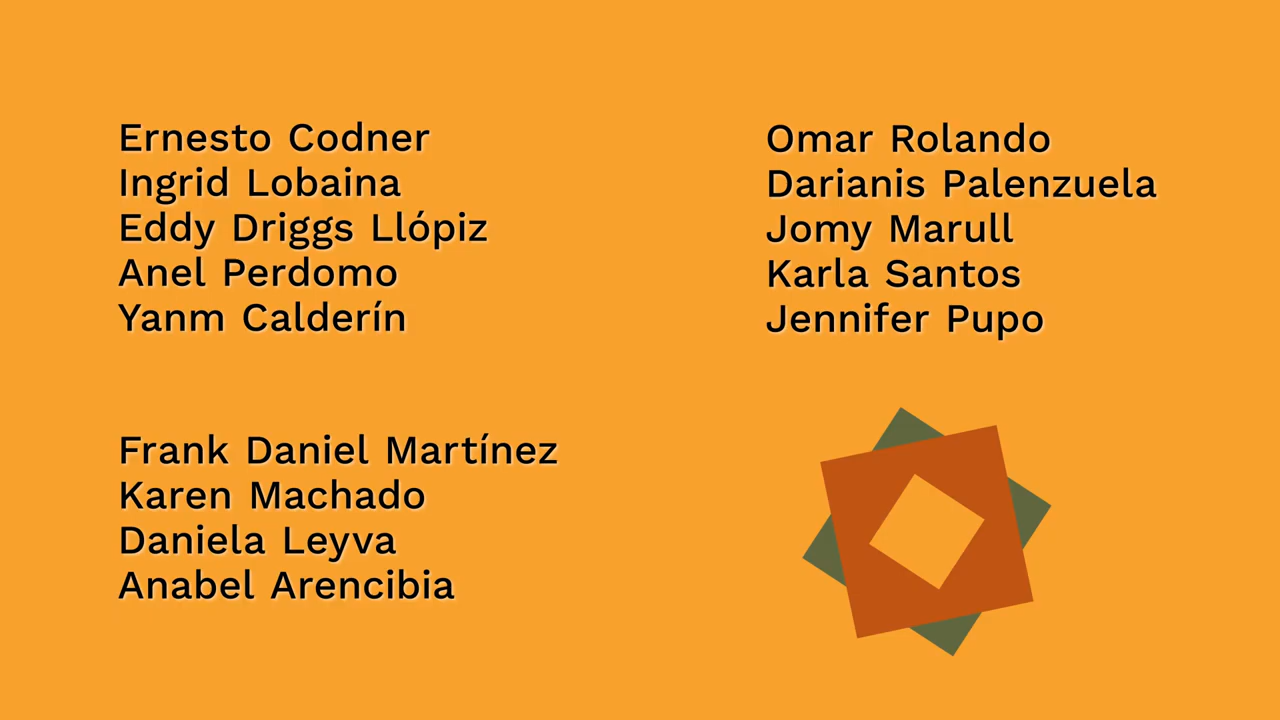 Ernesto Codner
Ingrid Lobaina
Eddy Driggs Llópiz
Anel Perdomo
Yanm Calderín
Omar Rolando
Darianis Palenzuela
Jomy Marull
Karla Santos
Jennifer Pupo
Frank Daniel Martínez
Karen Machado
Daniela Leyva
Anabel Arencibia